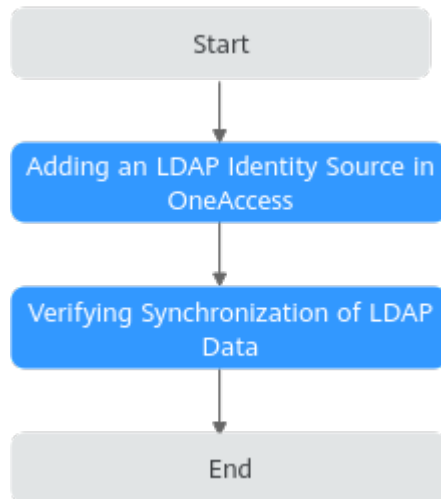 Start
Adding an LDAP Identity Source in
OneAccess
Verifying Synchronization of LDAP
Data
End